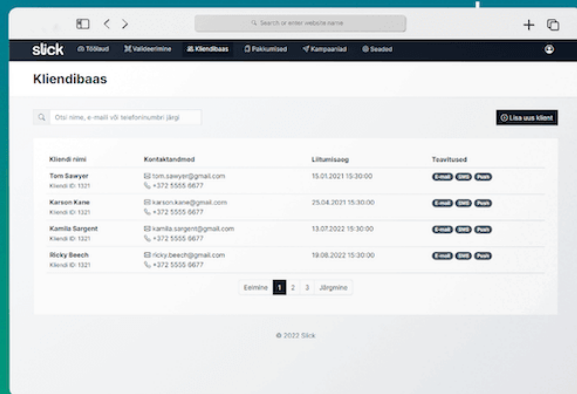 Search or enter website name
slick Töölaud Valideerimine Kliendibaas Pakkumised Kampaaniad Seaded
Kliendibaas
Otsi nime, e-maili või telefoninumbri järgi
Lisa uus klient
Kliendi nimi Kontaktandmed Liitumisaeg Teavitused
Tom Sawyer tom.sawyer@gmail.com 15.01.2021 15:30:00 E-mail SMS Push
Kliendi ID: 1321 +372 5555 6677
Karson Kane karson.kane@gmail.com 25.04.2021 15:30:00 E-mail SMS Push
Kliendi ID: 1321 +372 5555 6677
Kamila Sargent kamila.sargent@gmail.com 13.07.2022 15:30:00 E-mail SMS Push
Kliendi ID: 1321 +372 5555 6677
Ricky Beech ricky.beech@gmail.com 19.08.2022 15:30:00 E-mail SMS Push
Kliendi ID: 1321 +372 5555 6677
Eelmine 1 2 3 Järgmine
© 2022 Slick